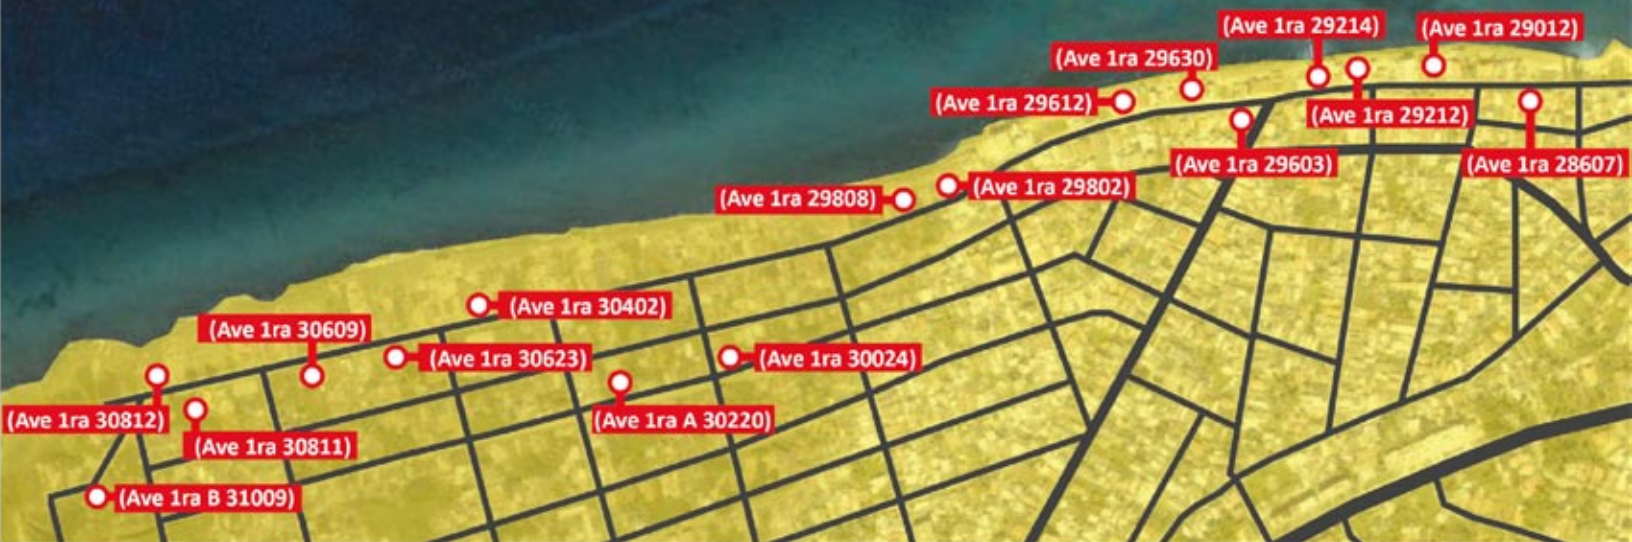 (Ave 1ra 29214)
(Ave 1ra 29012)
(Ave 1ra 29630)
(Ave 1ra 29612)
(Ave 1ra 29212)
(Ave 1ra 29603)
(Ave 1ra 28607)
(Ave 1ra 29808)
(Ave 1ra 29802)
(Ave 1ra 30402)
(Ave 1ra 30609)
(Ave 1ra 30623)
(Ave 1ra 30024)
(Ave 1ra 30812)
(Ave 1ra A 30220)
(Ave 1ra 30811)
(Ave 1ra B 31009)